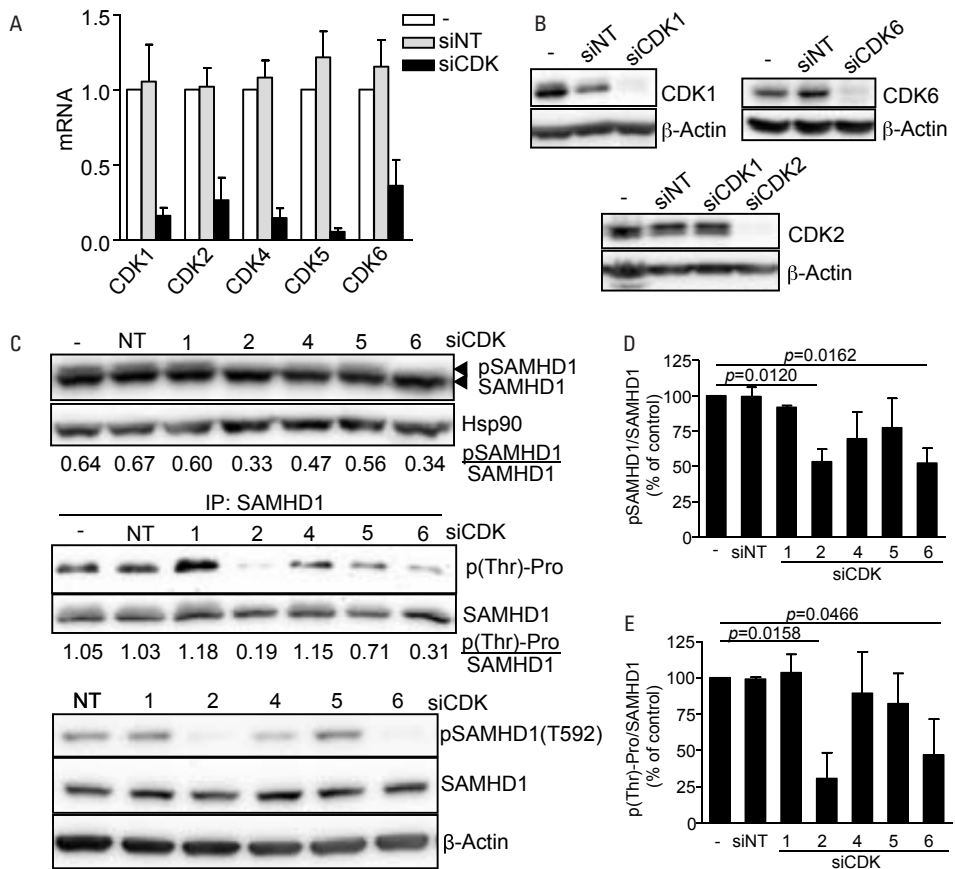 A
1.5
1.0
0.5
0.0
mRNA
-
siNT
siCDK
CDK1
CDK2
CDK4
CDK5
CDK6
B
- siNT siCDK1
CDK1
β-Actin
- siNT siCDK6
CDK6
β-Actin
- siNT siCDK1 siCDK2
CDK2
β-Actin
C
- NT 1 2 4 5 6 siCDK
pSAMHD1
SAMHD1
Hsp90
0.64 0.67 0.60 0.33 0.47 0.56 0.34 pSAMHD1
SAMHD1
IP: SAMHD1
- NT 1 2 4 5 6 siCDK
p(Thr)-Pro
SAMHD1
1.05 1.03 1.18 0.19 1.15 0.71 0.31 p(Thr)-Pro
SAMHD1
NT 1 2 4 5 6 siCDK
pSAMHD1(T592)
SAMHD1
β-Actin
D
pSAMHD1/SAMHD1
(% of control)
125
100
75
50
25
0
p=0.0162
p=0.0120
- siNT 1 2 4 5 6
siCDK
E
p(Thr)-Pro/SAMHD1
(% of control)
125
100
75
50
25
0
p=0.0466
p=0.0158
- siNT 1 2 4 5 6
siCDK